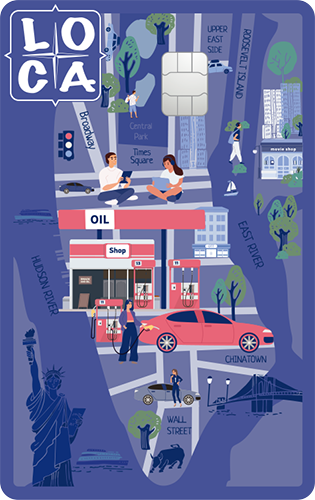 LO
CA
UPPER
EAST
SIDE
ROOSEVELT ISLAND
Broadway
Central
Park
Times
Square
movie shop
OIL
Shop
EAST RIVER
HUDSON RIVER
CHINATOWN
WALL
STREET